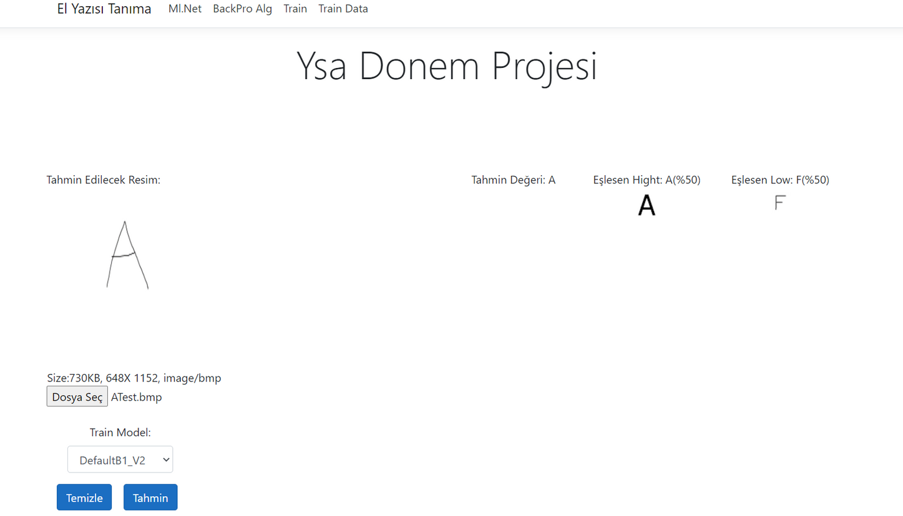 El Yazısı Tanıma Ml.Net BackPro Alg Train Train Data
Ysa Donem Projesi
Tahmin Edilecek Resim: Tahmin Değeri: A Eşlesen Hight: A(%50) Eşlesen Low: F(%50)
A F
A
Size:730KB, 648X 1152, image/bmp
Dosya Seç ATest.bmp
Train Model:
DefaultB1_V2
Temizle Tahmin